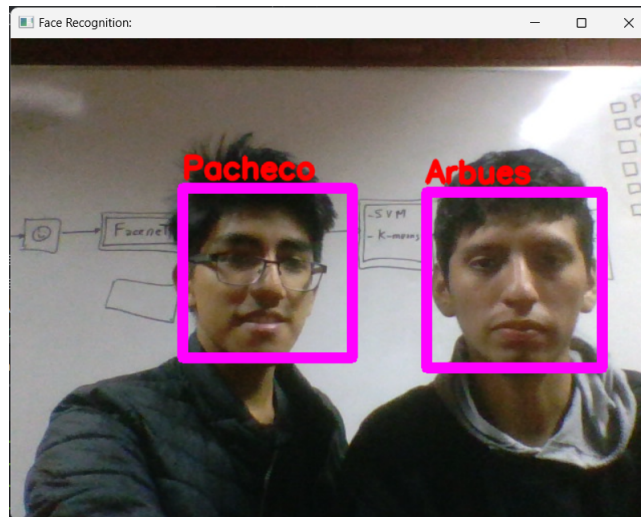 Face Recognition:
Pacheco
Arbues
Facenet
-SVM
- K-means